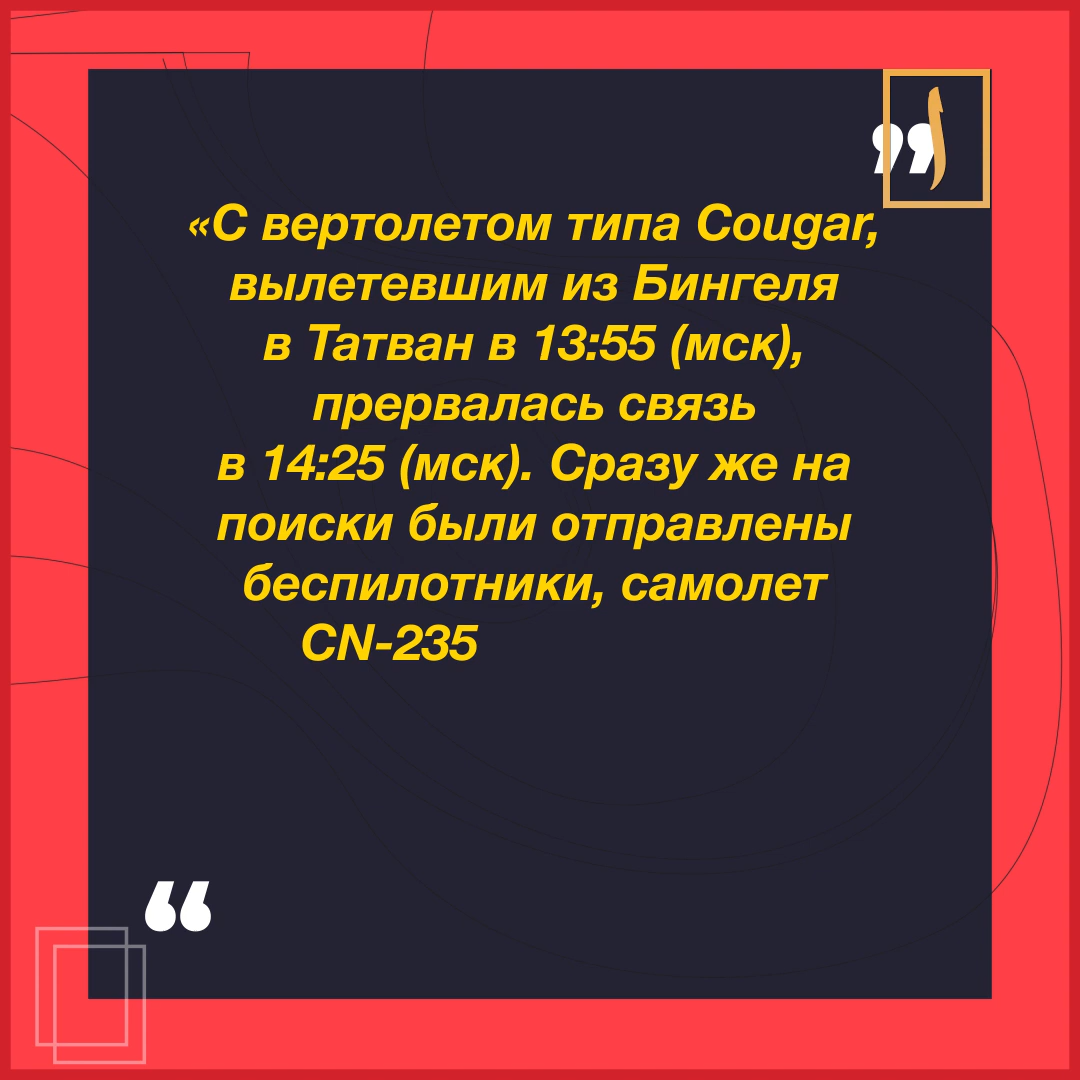 «С вертолетом типа Cougar,
вылетевшим из Бингеля
в Татван в 13:55 (мск),
прервалась связь
в 14:25 (мск). Сразу же на
поиски были отправлены
беспилотники, самолет
CN-235